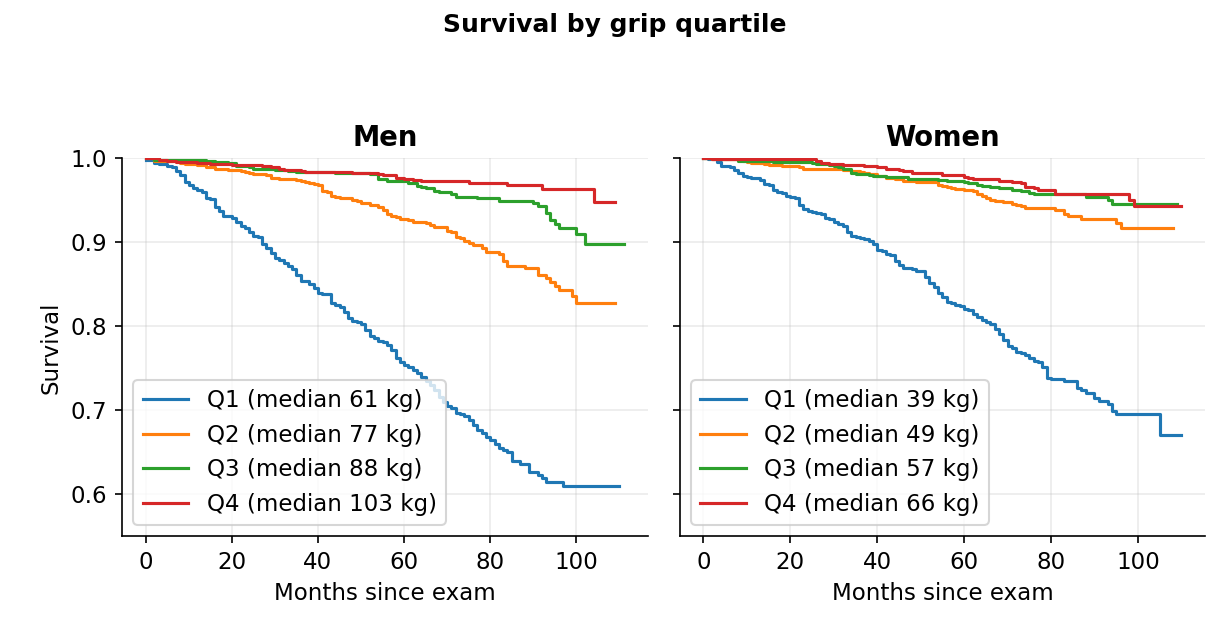 Survival by grip quartile
Men
Survival
1.0
0.9
0.8
0.7
0.6
Q1 (median 61 kg)
Q2 (median 77 kg)
Q3 (median 88 kg)
Q4 (median 103 kg)
0 20 40 60 80 100
Months since exam
Women
Q1 (median 39 kg)
Q2 (median 49 kg)
Q3 (median 57 kg)
Q4 (median 66 kg)
0 20 40 60 80 100
Months since exam